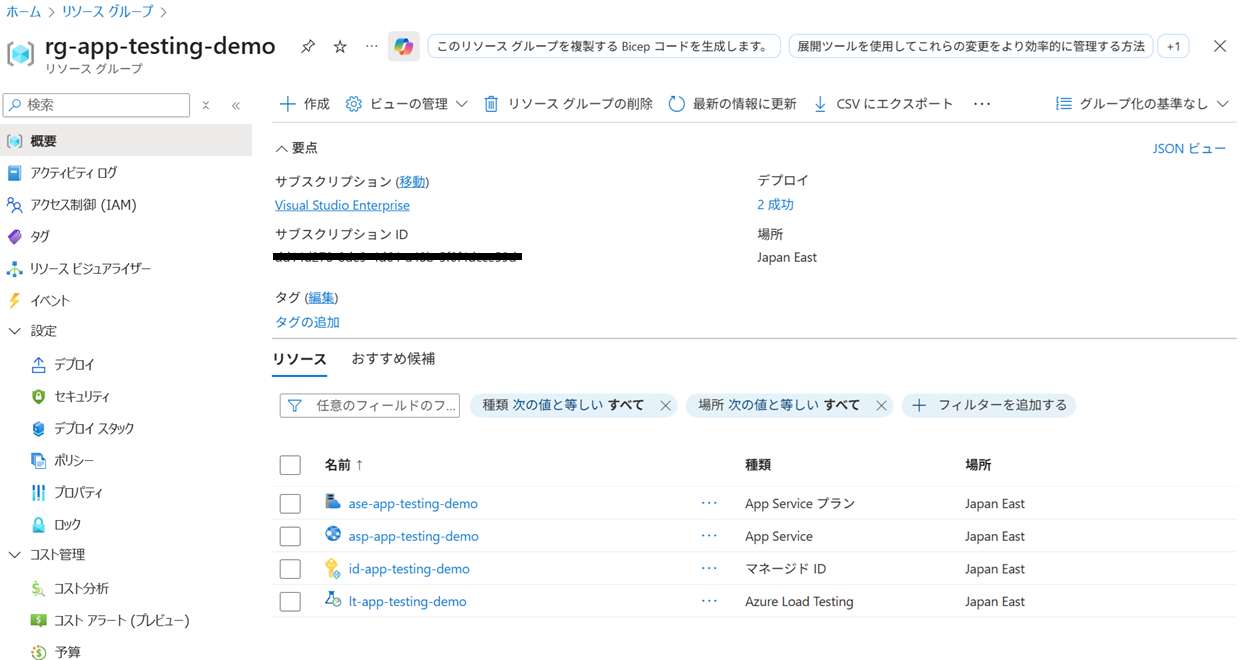 ホーム > リソース グループ >
rg-app-testing-demo
リソース グループ
このリソース グループを複製する Bicep コードを生成します。
展開ツールを使用してこれらの変更をより効率的に管理する方法
+1
検索
作成
ビューの管理
リソース グループの削除
最新の情報に更新
CSV にエクスポート
グループ化の基準なし
概要
アクティビティ ログ
アクセス制御 (IAM)
タグ
リソース ビジュアライザー
イベント
設定
デプロイ
セキュリティ
デプロイ スタック
ポリシー
プロパティ
ロック
コスト管理
コスト分析
コスト アラート (プレビュー)
予算
要点
JSON ビュー
サブスクリプション (移動)
Visual Studio Enterprise
サブスクリプション ID
デプロイ
2 成功
場所
Japan East
タグ (編集)
タグの追加
リソース おすすめ候補
任意のフィールドのフ...
種類 次の値と等しい すべて
場所 次の値と等しい すべて
フィルターを追加する
名前 ↑ 種類 場所
ase-app-testing-demo ··· App Service プラン Japan East
asp-app-testing-demo ··· App Service Japan East
id-app-testing-demo ··· マネージド ID Japan East
lt-app-testing-demo ··· Azure Load Testing Japan East